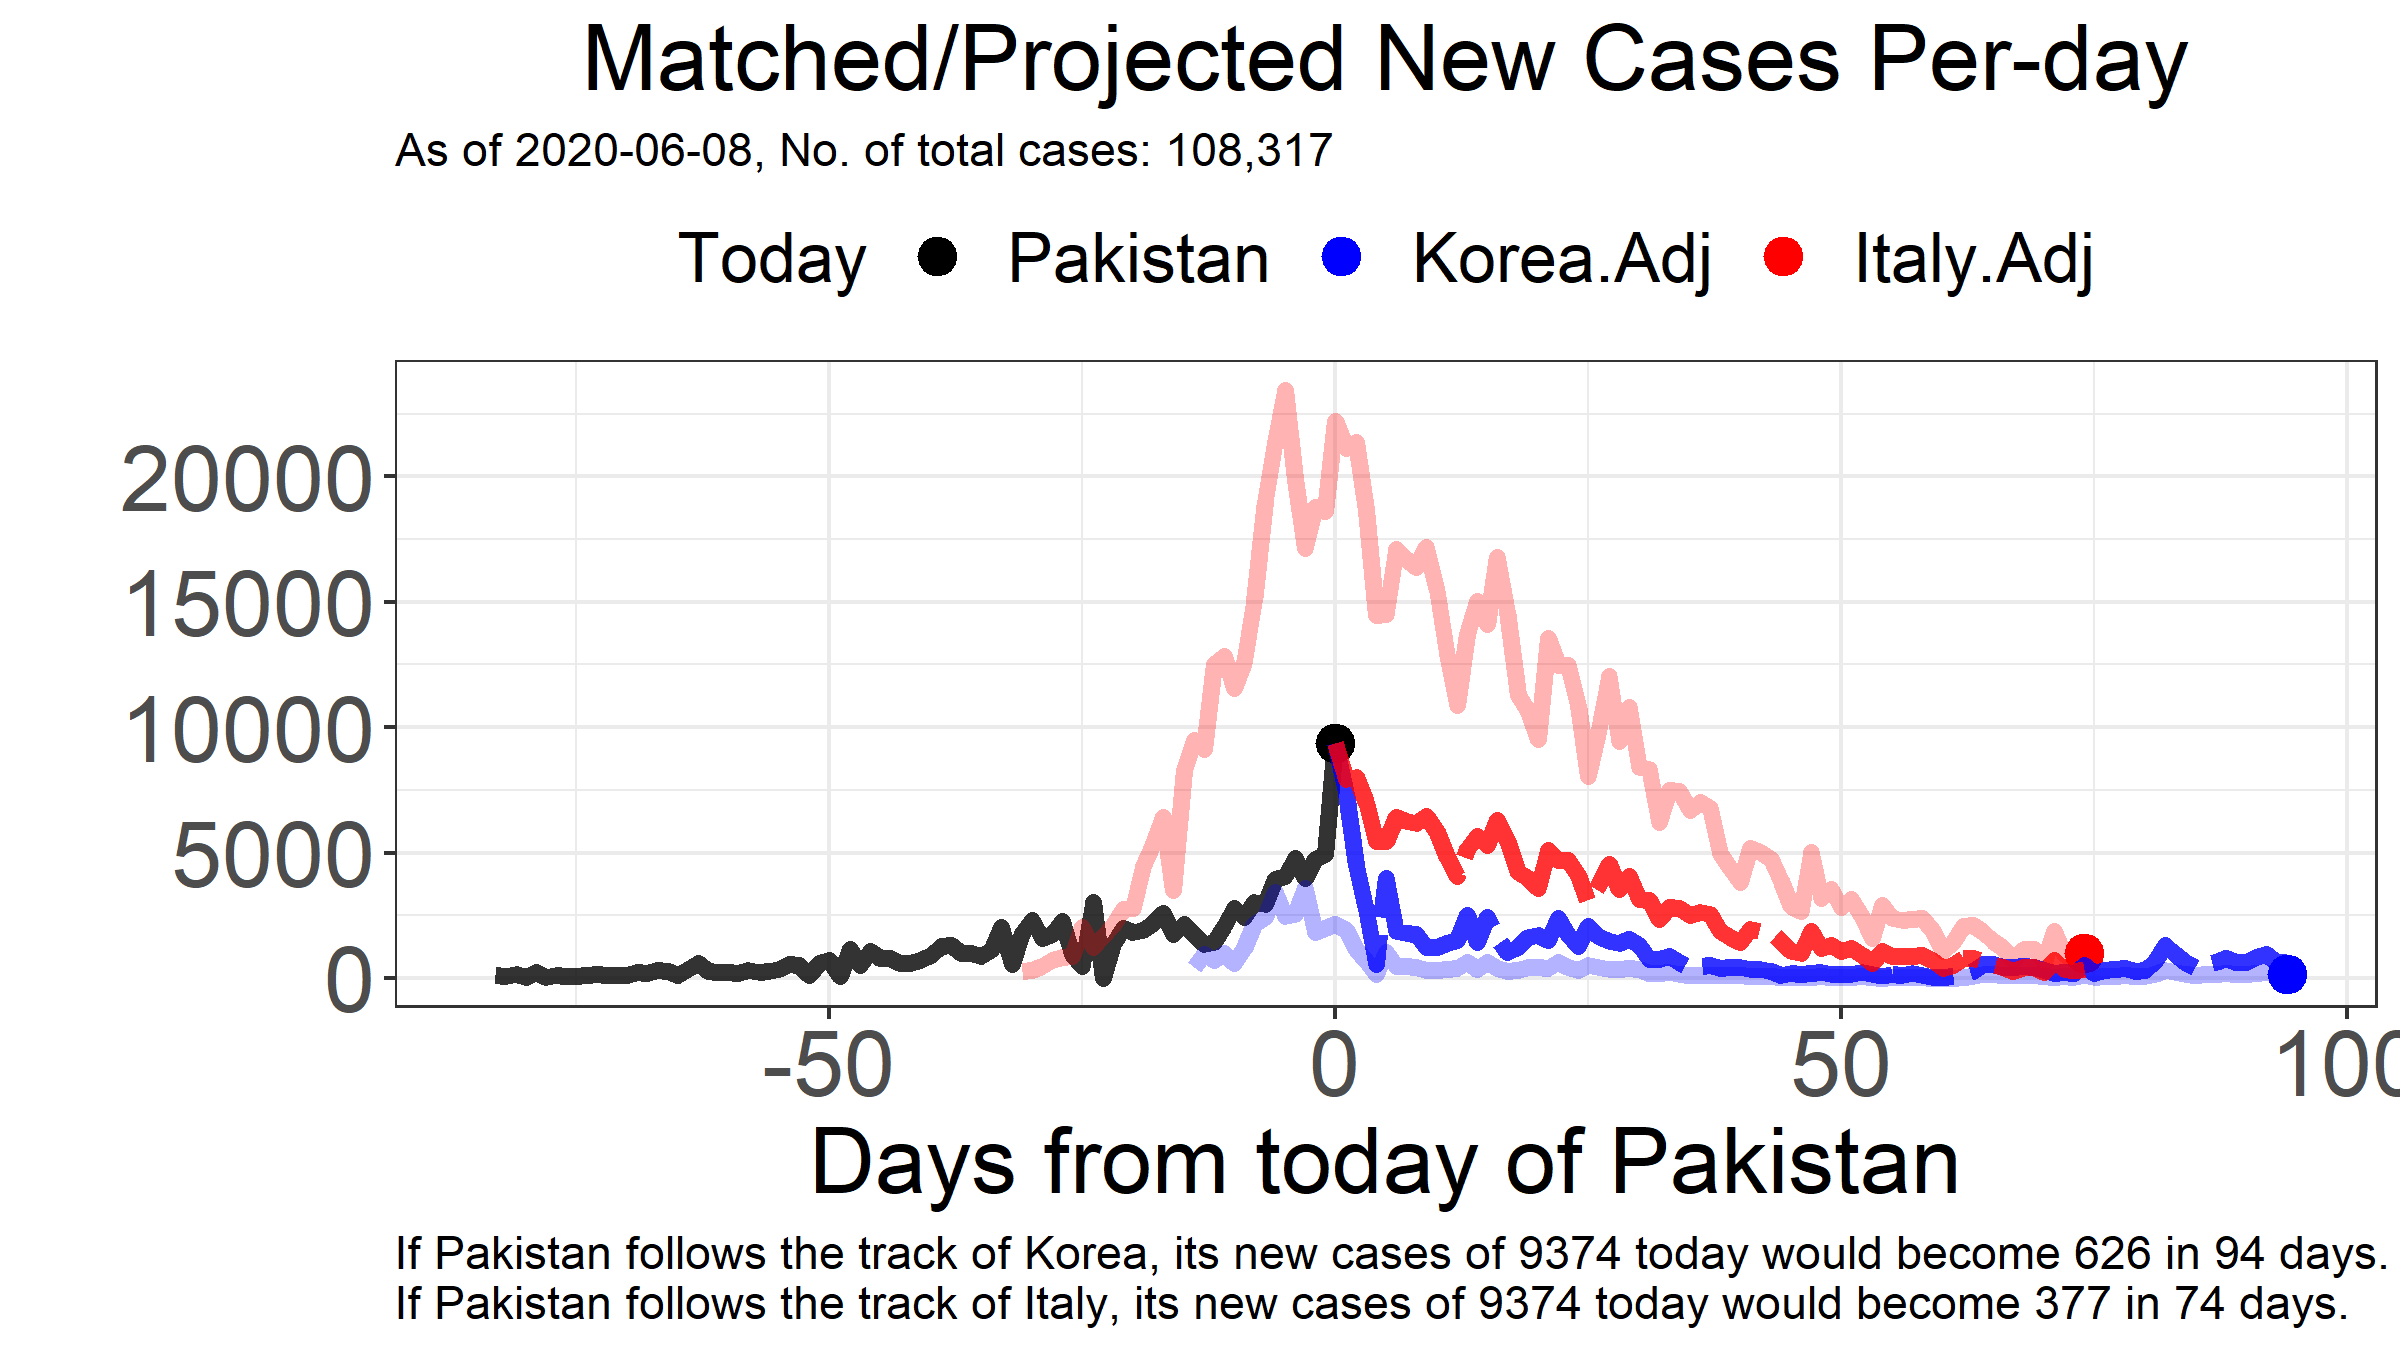 Matched/Projected New Cases Per-day
As of 2020-06-08, No. of total cases: 108,317
Today Pakistan Korea.Adj Italy.Adj
20000
15000
10000
5000
0
-50 0 50 100
Days from today of Pakistan
If Pakistan follows the track of Korea, its new cases of 9374 today would become 626 in 94 days.
If Pakistan follows the track of Italy, its new cases of 9374 today would become 377 in 74 days.